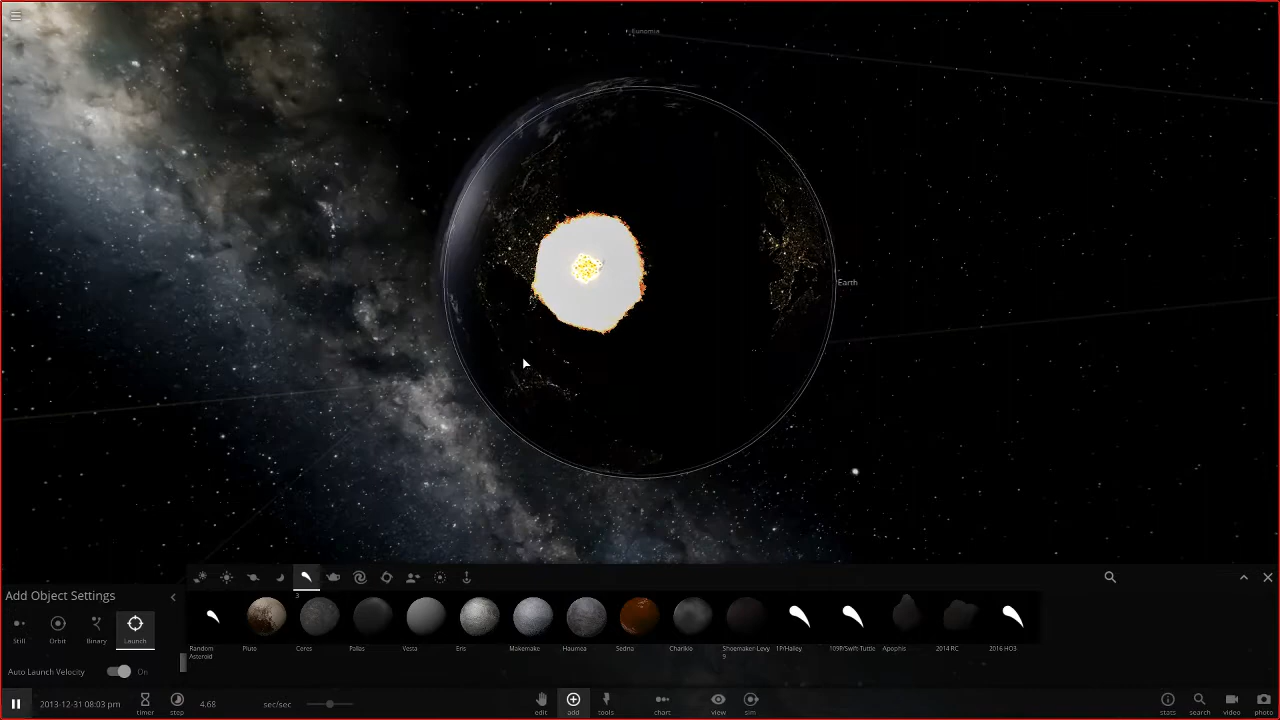 Eunomia
Earth
3
Add Object Settings
Still Orbit Binary Launch
Auto Launch Velocity On
Random Asteroid
Pluto
Ceres
Pallas
Vesta
Eris
Makemake
Haumea
Sedna
Chariklo
Shoemaker-Levy 9
1P/Halley
109P/Swift-Tuttle
Apophis
2014 RC
2016 HO3
2013-12-31 08:03 pm timer step 4.68 sec/sec edit add tools chart view sim stats search video photo